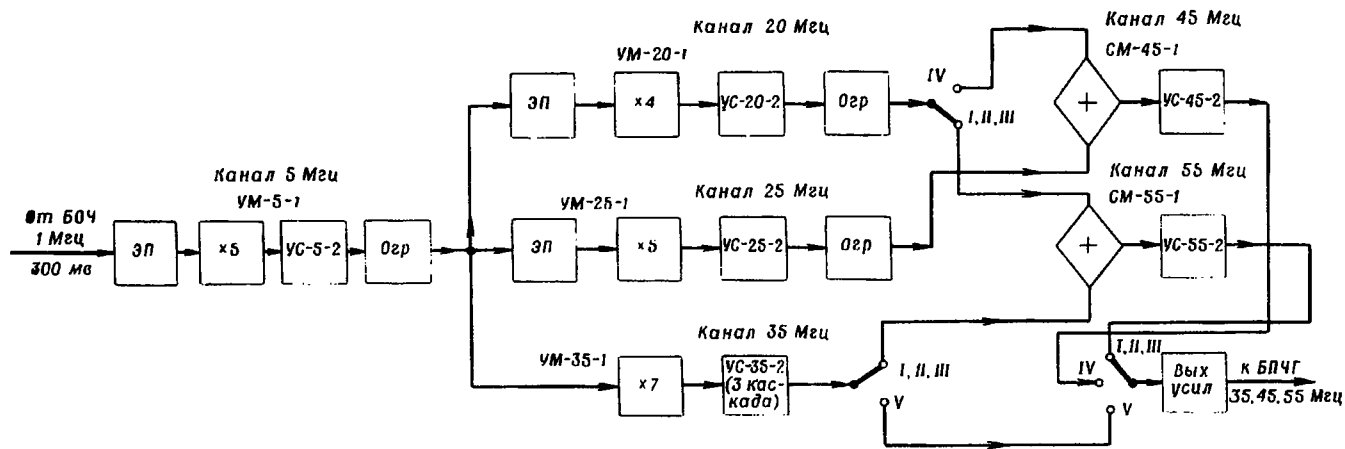 Канал 20 Мгц
УМ-20-1
ЭП
×4
УС-20-2
Огр
IV
I, II, III
Канал 45 Мгц
СМ-45-1
+
УС-45-2
Канал 5 Мгц
УМ-5-1
От БОЧ
1 Мгц
300 мв
ЭП
×5
УС-5-2
Огр
Канал 25 Мгц
УМ-25-1
ЭП
×5
УС-25-2
Огр
Канал 55 Мгц
СМ-55-1
+
УС-55-2
Канал 35 Мгц
УМ-35-1
×7
УС-35-2
(3 кас-
када)
I, II, III
V
I, II, III
IV
V
Вых
усил
к БПЧГ
35,45,55 Мгц